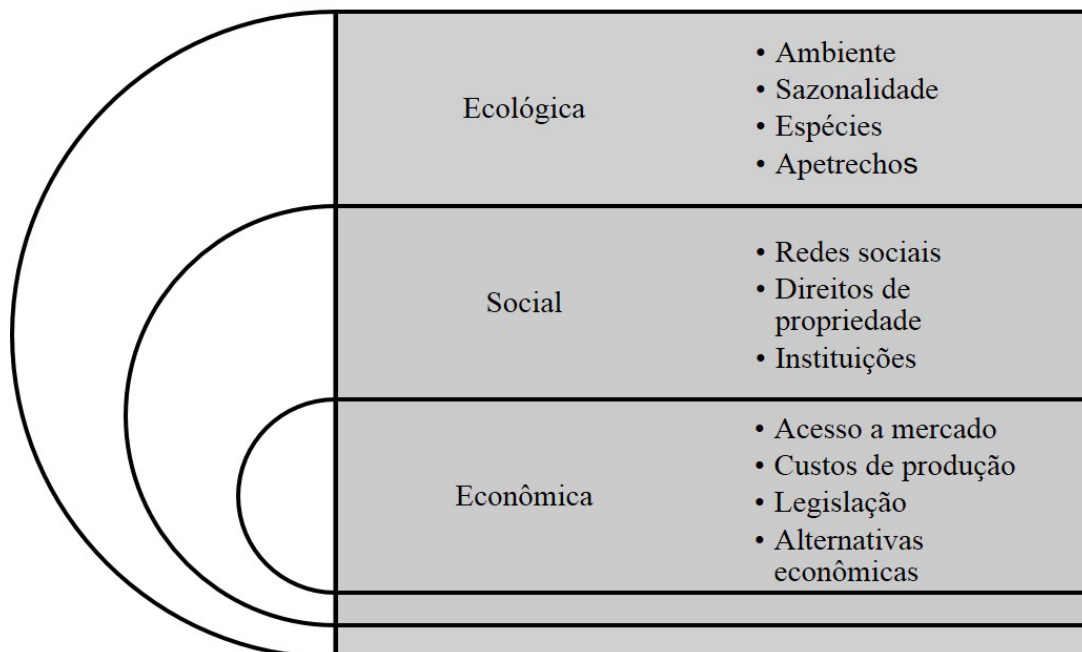 Ecológica
• Ambiente
• Sazonalidade
• Espécies
• Apetrechos
Social
• Redes sociais
• Direitos de
propriedade
• Instituições
Econômica
• Acesso a mercado
• Custos de produção
• Legislação
• Alternativas
econômicas